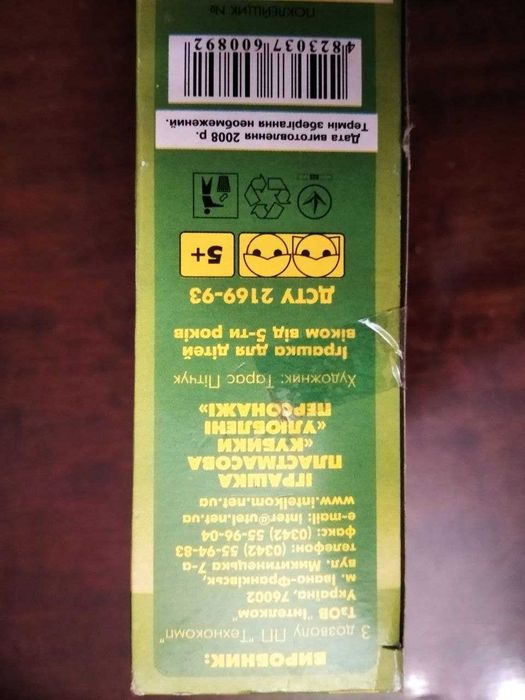 ВИРОБНИК:
З дозволу ПП "Технокомп"
ТзОВ "Інтелком"
Україна, 76002
м. Івано-Франківськ,
вул. Микитинецька 7-а
телефон: (0342) 55-94-83
факс: (0342) 55-96-04
e-mail: inter@utel.net.ua
www.intelkom.net.ua
ІГРАШКА
ПЛАСТМАСОВА
«КУБИКИ
«УЛЮБЛЕНІ
ПЕРСОНАЖІ»
Художник: Тарас Пітчук
Іграшка для дітей
віком від 5-ти років
ДСТУ 2169-93
5+
Дата виготовлення 2008 р.
Термін зберігання необмежений.
4823037600892
ПОКЛЕЙЩИК №